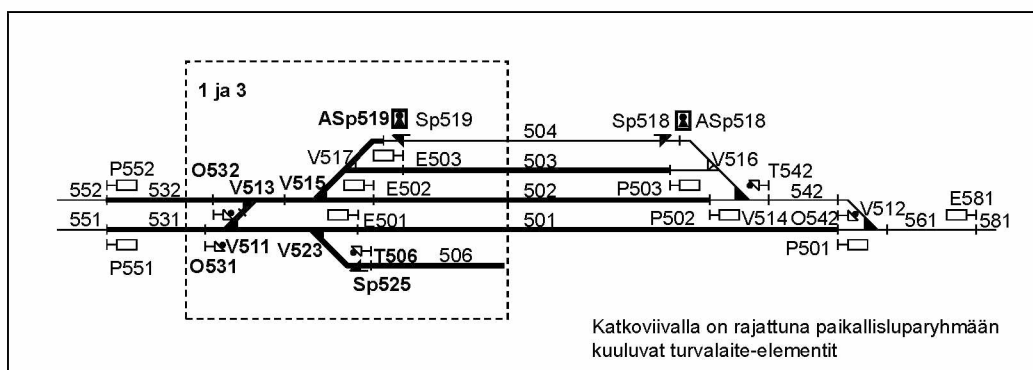 1 ja 3
ASp519 Sp519 Sp518 ASp518
504
V517 E503 503 V516
P552 O532 T542
V513 V515 E502 P503
552 532 502 542 E581
551 531 E501 501 P502 V514 O542 V512 561 581
P551 V511 V523 P501
O531 T506 506
Sp525
Katkoviivalla on rajattuna paikallisluparyhmään
kuuluvat turvalaite-elementit